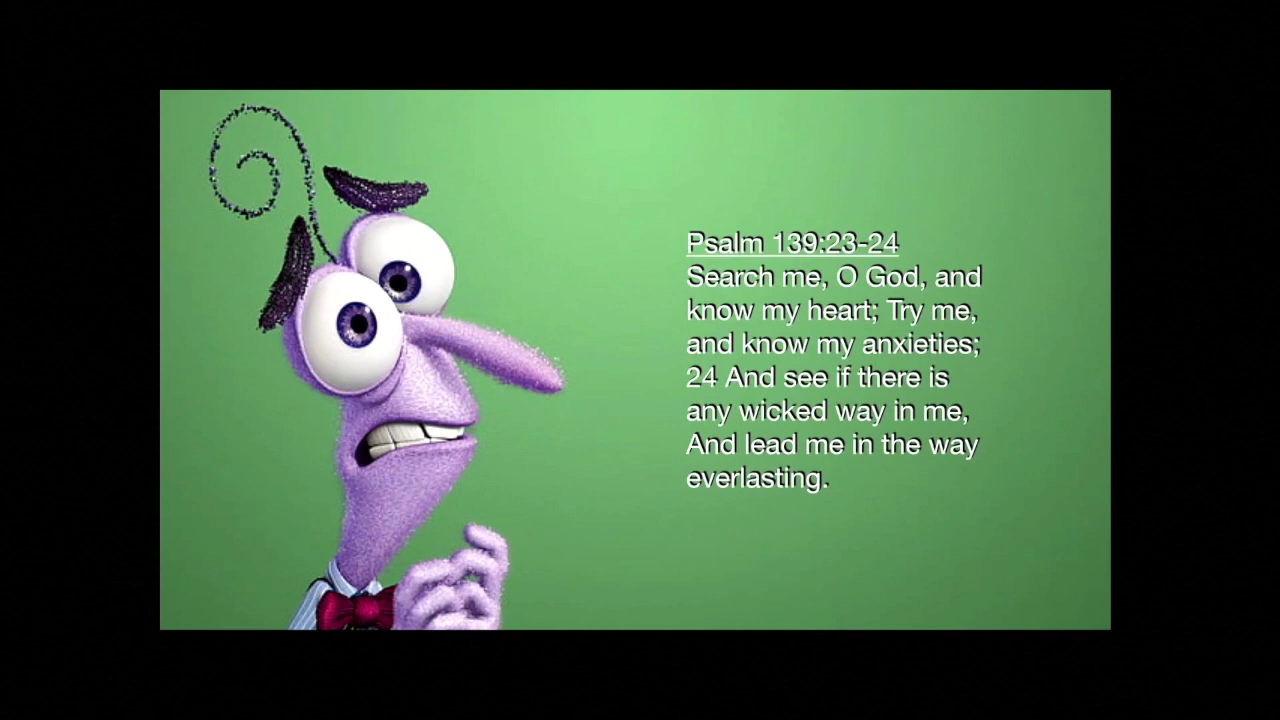 Psalm 139:23-24
Search me, O God, and
know my heart; Try me,
and know my anxieties;
24 And see if there is
any wicked way in me,
And lead me in the way
everlasting.